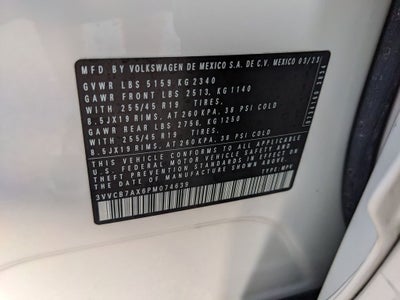 MFD BY VOLKSWAGEN DE MEXICO S.A. DE C.V. MEXICO 03/23
GVWR LBS 5159 KG 2340
GAWR FRONT LBS 2513, KG 1140
WITH 255/45 R19 TIRES,
8.5JX19 RIMS, AT 260 KPA, 38 PSI COLD
GAWR REAR LBS 2756, KG 1250
WITH 255/45 R19 TIRES,
8.5JX19 RIMS, AT 260 KPA, 38 PSI COLD
THIS VEHICLE CONFORMS TO ALL APPLICABLE
U.S. FEDERAL MOTOR VEHICLE SAFETY AND
THEFT PREVENTION STANDARDS IN EFFECT
ON THE DATE OF MANUFACTURE SHOWN ABOVE.
3VVCB7AX6PM074639 TYPE: MPV